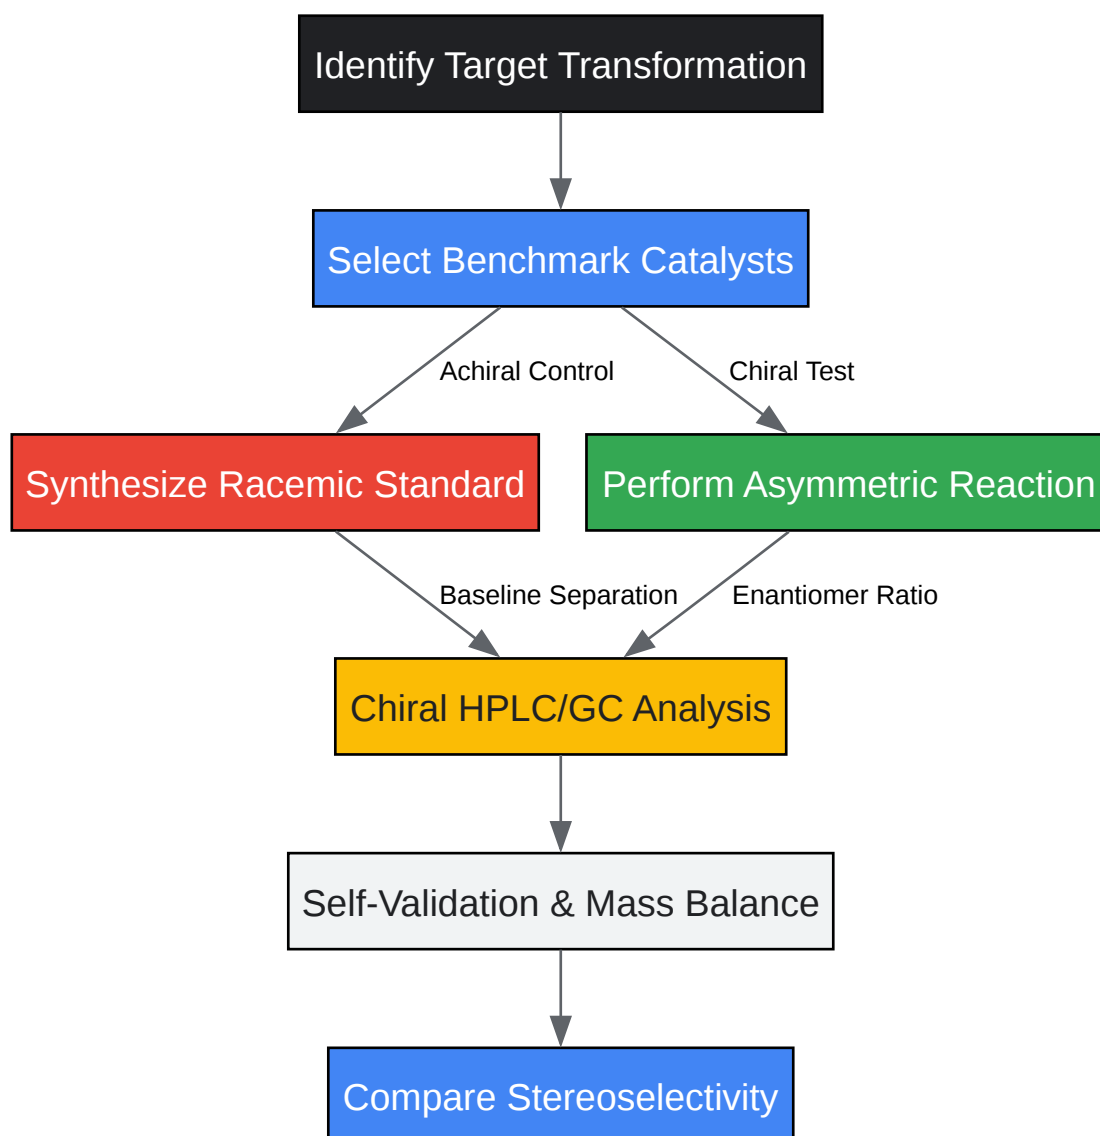 Identify Target Transformation
Select Benchmark Catalysts
Achiral Control
Chiral Test
Synthesize Racemic Standard
Perform Asymmetric Reaction
Baseline Separation
Enantiomer Ratio
Chiral HPLC/GC Analysis
Self-Validation & Mass Balance
Compare Stereoselectivity